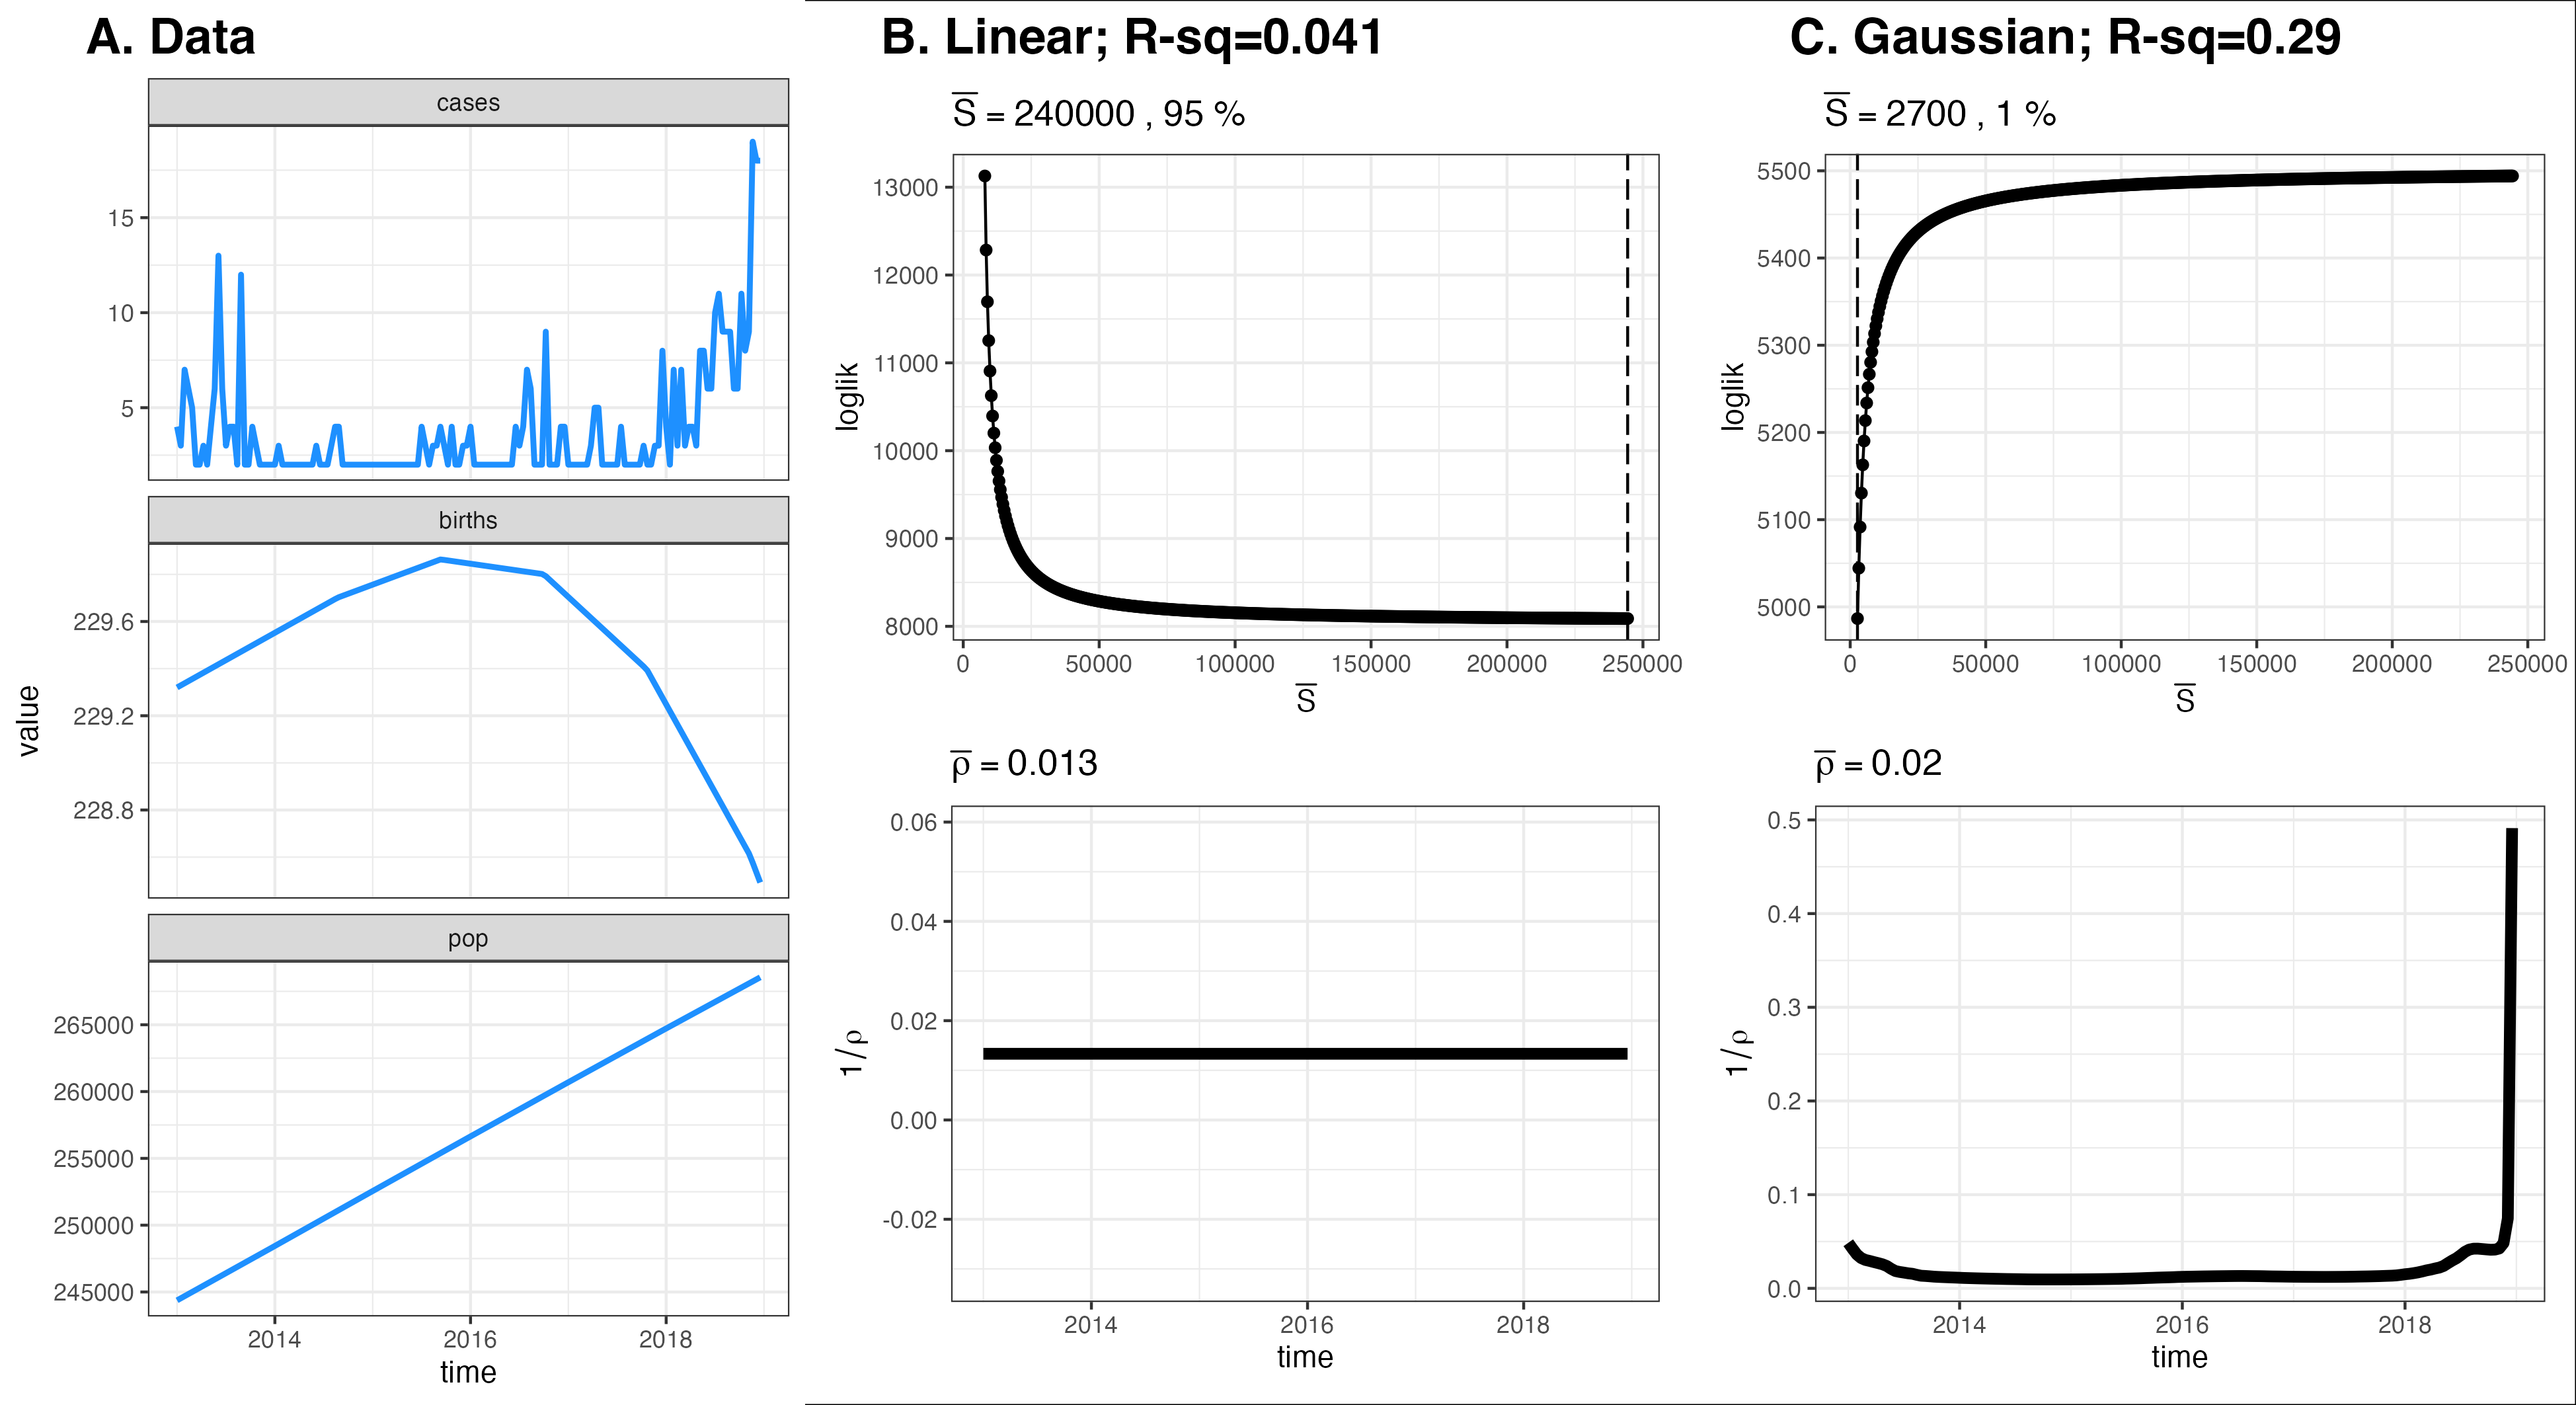 A. Data
cases
15
10
5
births
229.6
229.2
228.8
pop
265000
260000
255000
250000
245000
2014 2016 2018
time
value
B. Linear; R-sq=0.041
S̅ = 240000 , 95 %
13000
12000
11000
10000
9000
8000
loglik
0 50000 100000 150000 200000 250000
S̅
ρ̅ = 0.013
0.06
0.04
0.02
0.00
-0.02
1/ρ
2014 2016 2018
time
C. Gaussian; R-sq=0.29
S̅ = 2700 , 1 %
5500
5400
5300
5200
5100
5000
loglik
0 50000 100000 150000 200000 250000
S̅
ρ̅ = 0.02
0.5
0.4
0.3
0.2
0.1
0.0
1/ρ
2014 2016 2018
time